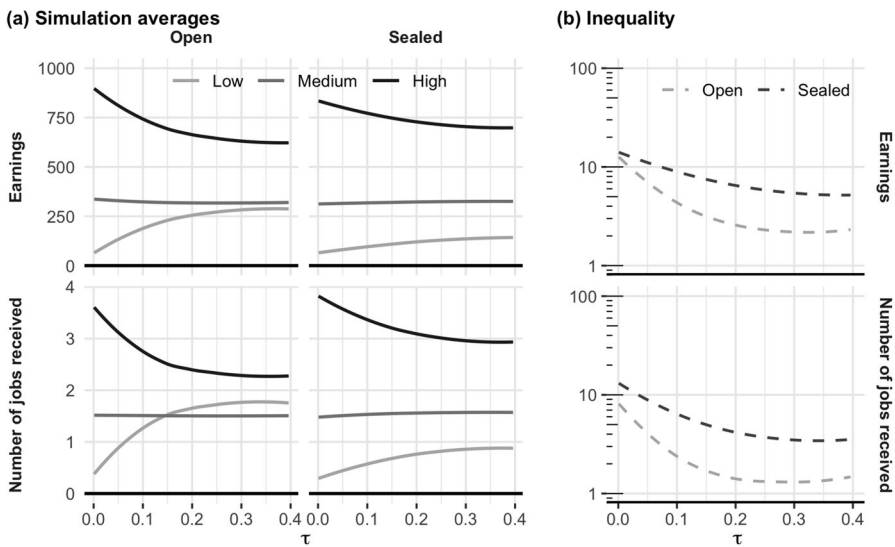 (a) Simulation averages
(b) Inequality
Open
Sealed
Low Medium High
Open Sealed
Earnings
1000
750
500
250
0
100
10
1
Earnings
Number of jobs received
4
3
2
1
0
100
10
1
Number of jobs received
0.0 0.1 0.2 0.3 0.4
0.0 0.1 0.2 0.3 0.4
0.0 0.1 0.2 0.3 0.4
τ
τ